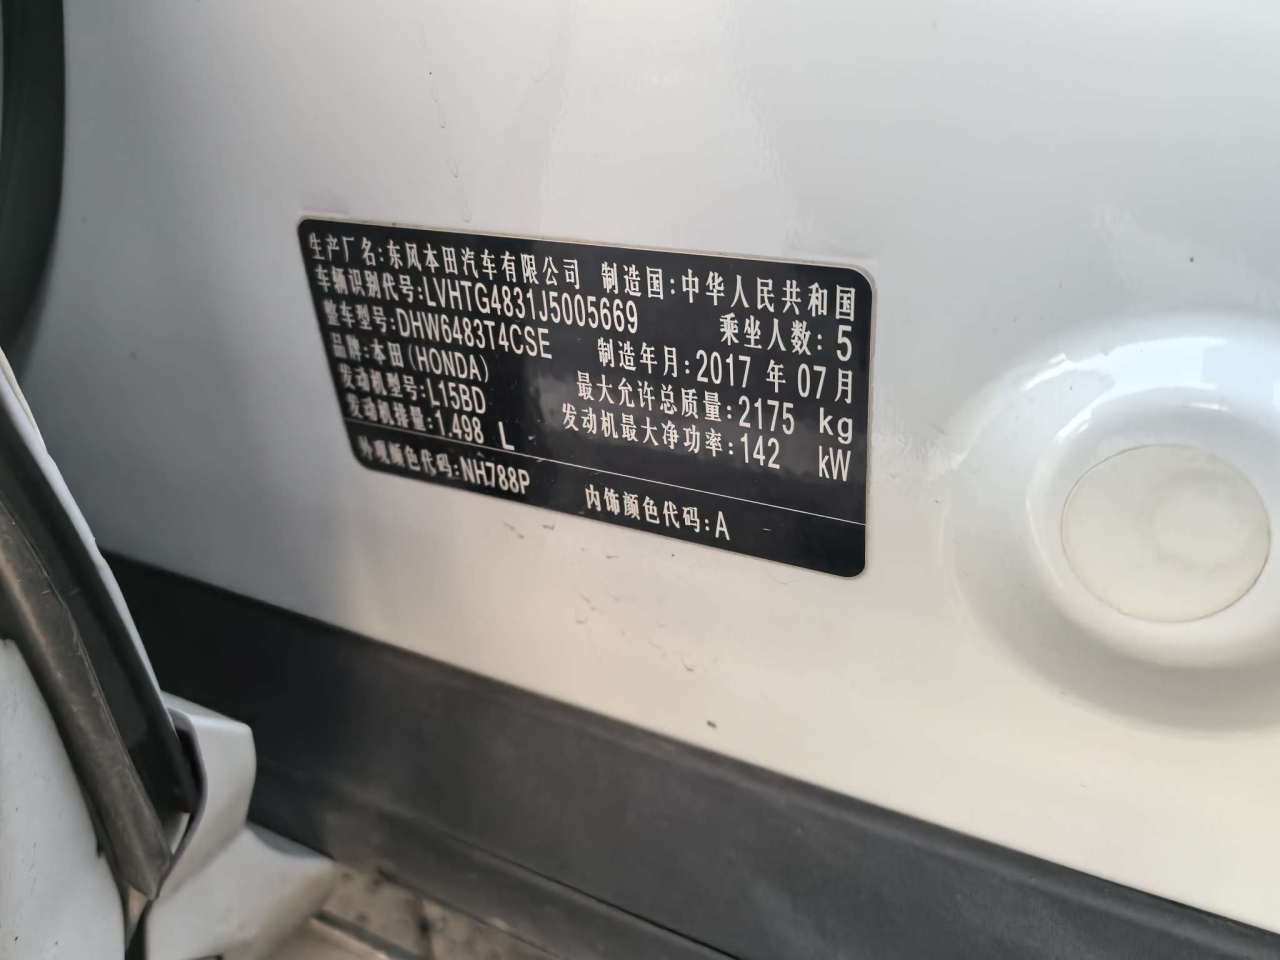 生产厂名:东风本田汽车有限公司 制造国:中华人民共和国
车辆识别代号:LVHTG4831J5005669 乘坐人数:5
整车型号:DHW6483T4CSE 制造年月:2017年07月
品牌:本田(HONDA) 最大允许总质量:2175 kg
发动机型号:L15BD 发动机最大净功率:142 kW
发动机排量:1.498 L
外观颜色代码:NH788P 内饰颜色代码:A